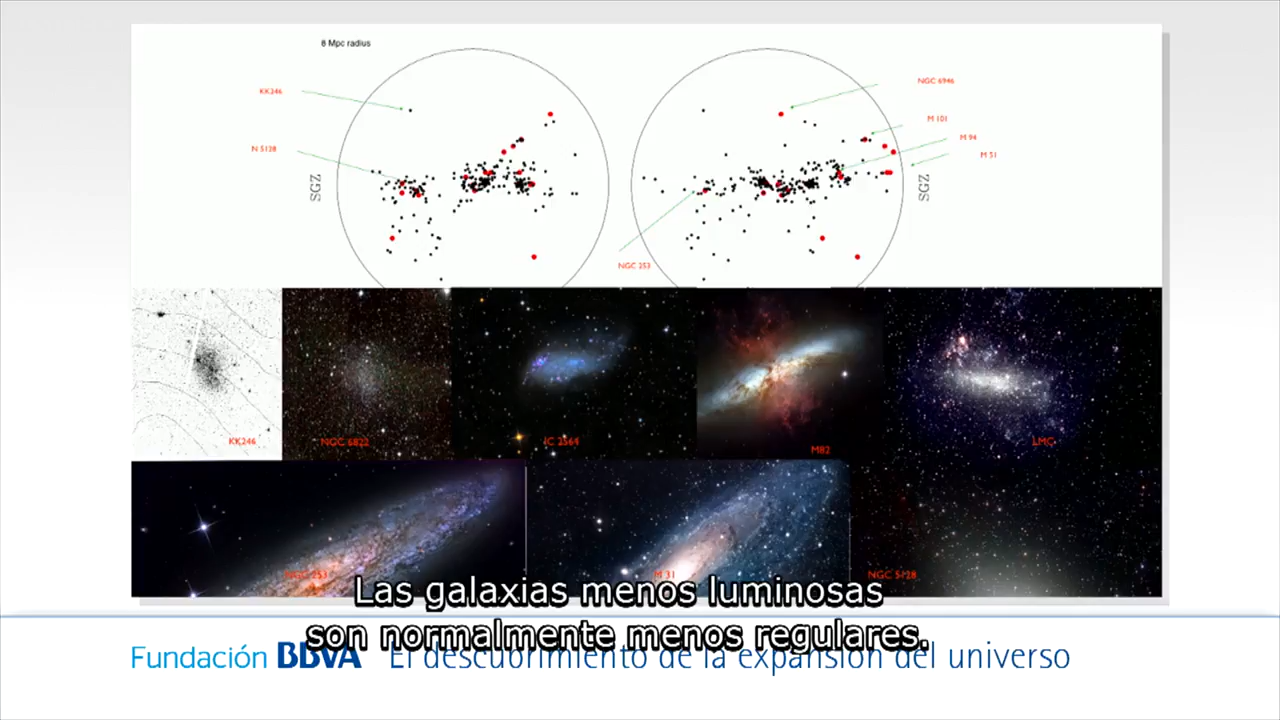 8 Mpc radius
KK246
N 5128
SGZ
NGC 6946
M 101
M 94
M 51
SGZ
NGC 253
KK246
NGC 6822
IC 2564
M82
LMC
NGC 253
M 31
NGC 5128
Las galaxias menos luminosas
son normalmente menos regulares.
Fundación BBVA El descubrimiento de la expansión del universo